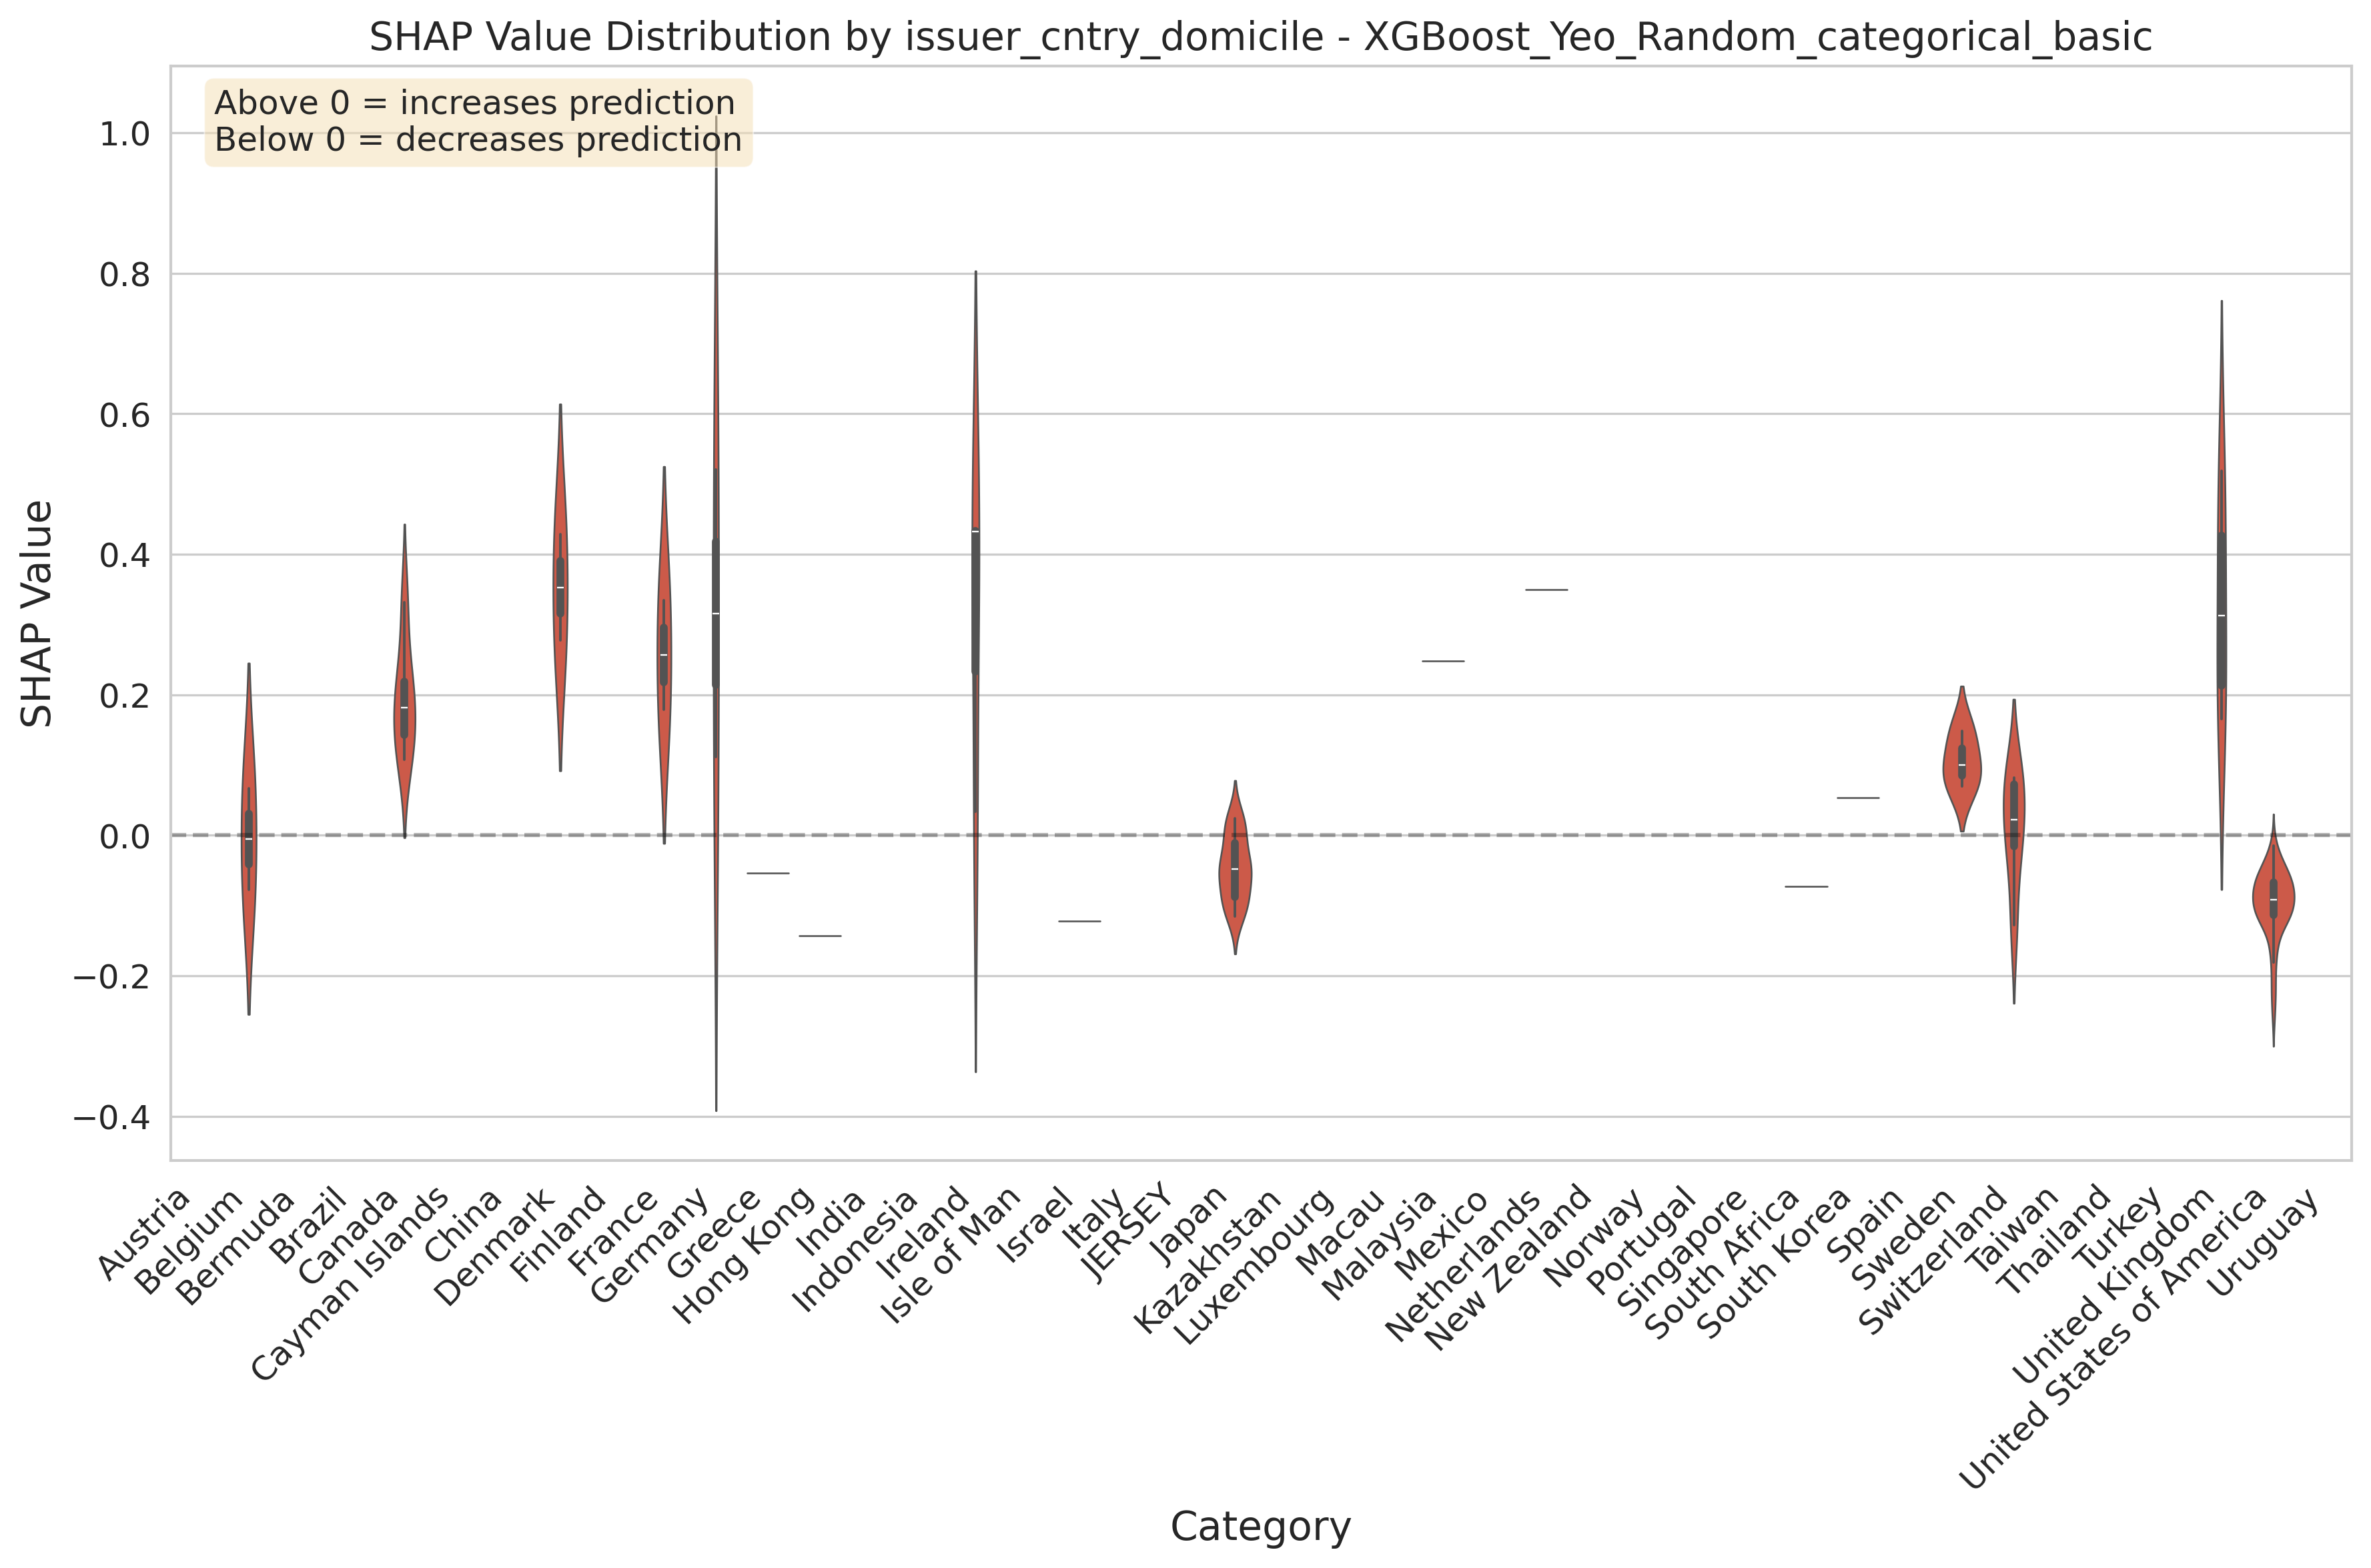 SHAP Value Distribution by issuer_cntry_domicile - XGBoost_Yeo_Random_categorical_basic
Above 0 = increases prediction
Below 0 = decreases prediction
SHAP Value
1.0
0.8
0.6
0.4
0.2
0.0
−0.2
−0.4
Austria
Belgium
Bermuda
Brazil
Canada
Cayman Islands
China
Denmark
Finland
France
Germany
Greece
Hong Kong
India
Indonesia
Ireland
Isle of Man
Israel
Italy
JERSEY
Japan
Kazakhstan
Luxembourg
Macau
Malaysia
Mexico
Netherlands
New Zealand
Norway
Portugal
Singapore
South Africa
South Korea
Spain
Sweden
Switzerland
Taiwan
Thailand
Turkey
United Kingdom
United States of America
Uruguay
Category